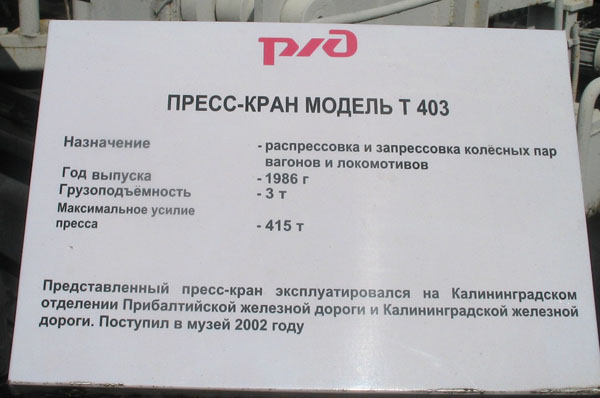 ржд
ПРЕСС-КРАН МОДЕЛЬ Т 403
Назначение - распрессовка и запрессовка колёсных пар
вагонов и локомотивов
Год выпуска - 1986 г
Грузоподъёмность - 3 т
Максимальное усилие
пресса - 415 т
Представленный пресс-кран эксплуатировался на Калининградском
отделении Прибалтийской железной дороги и Калининградской железной
дороги. Поступил в музей 2002 году